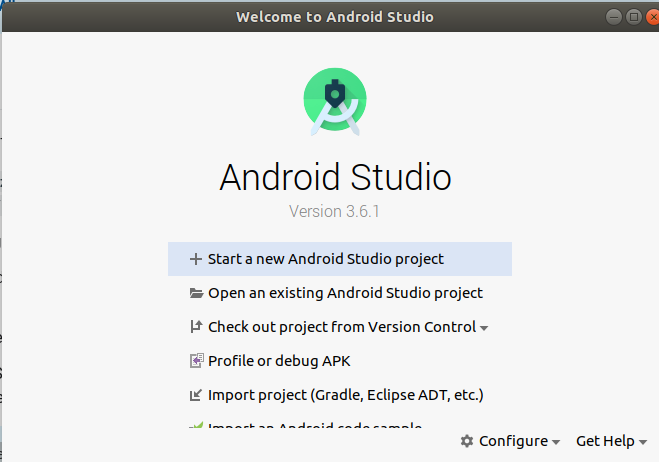 Welcome to Android Studio
Android Studio
Version 3.6.1
Start a new Android Studio project
Open an existing Android Studio project
Check out project from Version Control
Profile or debug APK
Import project (Gradle, Eclipse ADT, etc.)
Import an Android code sample
Configure
Get Help